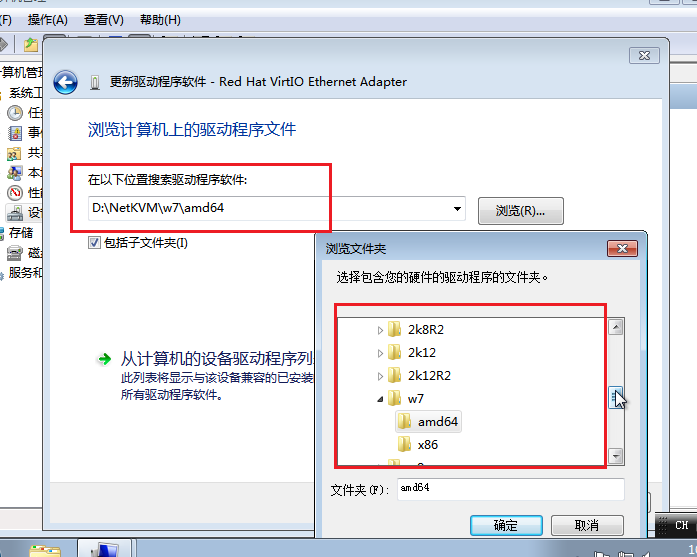 (F) 操作(A) 查看(V) 帮助(H)
更新驱动程序软件 - Red Hat VirtIO Ethernet Adapter
浏览计算机上的驱动程序文件
在以下位置搜索驱动程序软件:
D:\NetKVM\w7\amd64
浏览(R)...
包括子文件夹(I)
从计算机的设备驱动程序列
此列表将显示与该设备兼容的已安装
所有驱动程序软件。
计算机管
系统工
任
事
共
本
性
设
存储
磁
服务和
浏览文件夹
选择包含您的硬件的驱动程序的文件夹。
2k8R2
2k12
2k12R2
w7
amd64
x86
文件夹(F):
amd64
确定
取消
CH